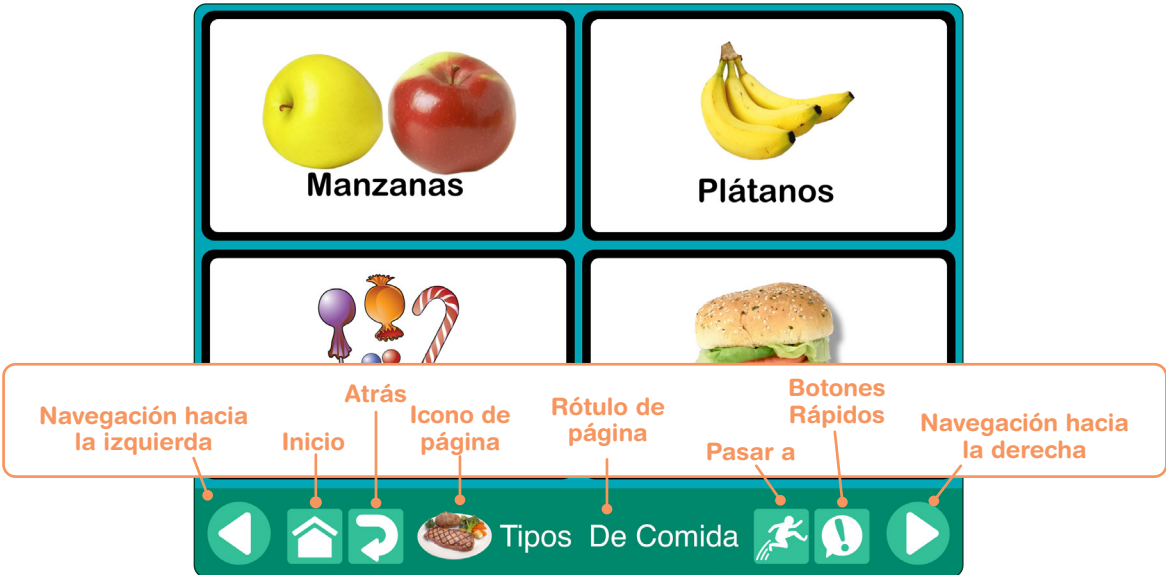 Manzanas
Plátanos
Navegación hacia
la izquierda
Inicio
Atrás
Icono de
página
Rótulo de
página
Pasar a
Botones
Rápidos
Navegación hacia
la derecha
Tipos De Comida